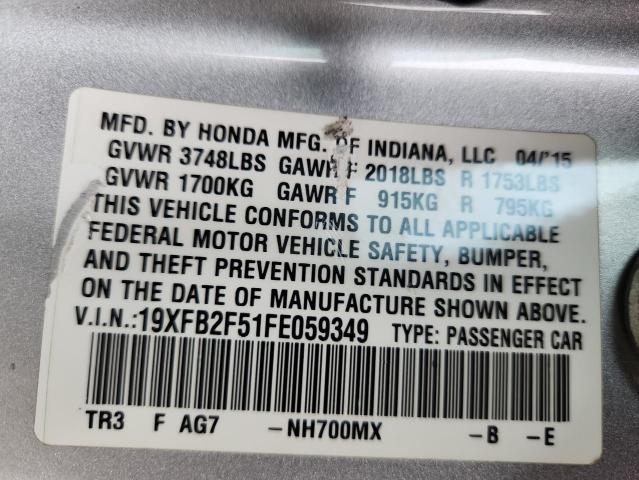 MFD. BY HONDA MFG. OF INDIANA, LLC 04/15
GVWR 3748LBS GAWR F 2018LBS R 1753LBS
GVWR 1700KG GAWR F 915KG R 795KG
THIS VEHICLE CONFORMS TO ALL APPLICABLE
FEDERAL MOTOR VEHICLE SAFETY, BUMPER,
AND THEFT PREVENTION STANDARDS IN EFFECT
ON THE DATE OF MANUFACTURE SHOWN ABOVE.
V.I.N.:19XFB2F51FE059349 TYPE: PASSENGER CAR
TR3 F AG7 -NH700MX -B -E